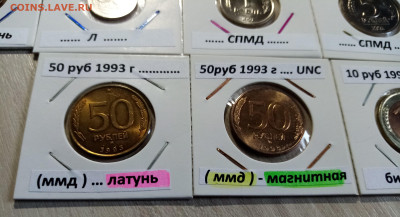 COINS.LAVE.RU
нь
...... Л ......
....... СПМД .......
....... СПМД ....
50 руб 1993 г ............
50руб 1993 г .... UNC
10 руб 199
50
РУБЛЕЙ
50
(ммд) ... латунь
(ммд) - магнитная
би